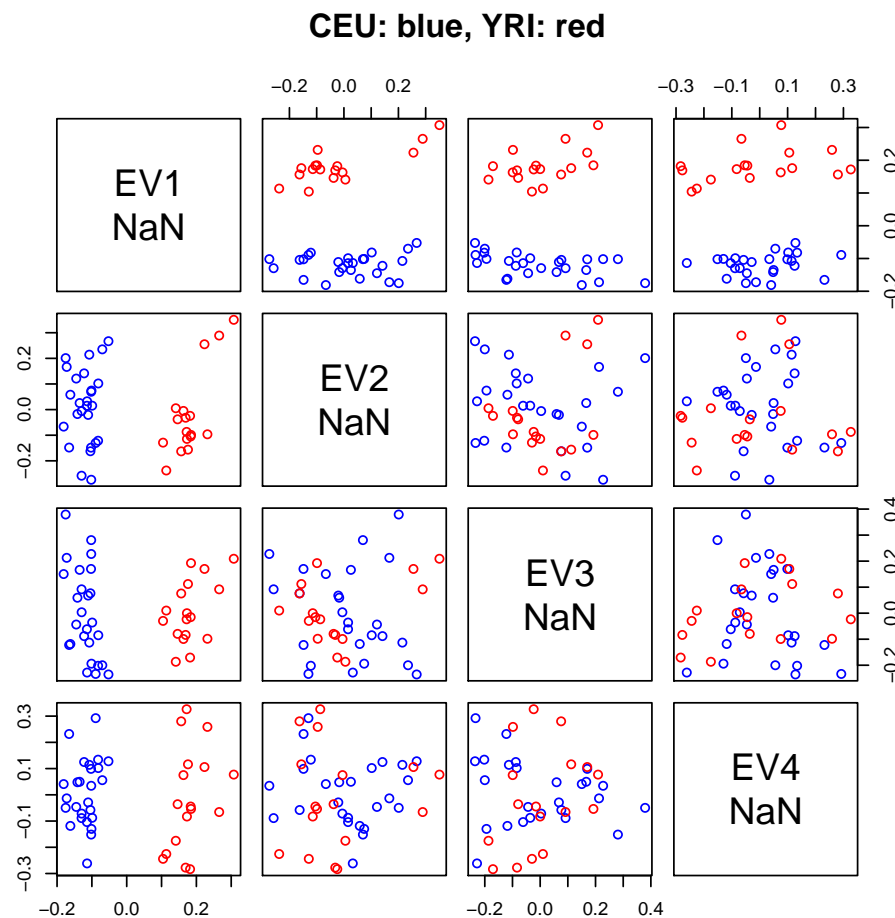 CEU: blue, YRI: red
−0.2 0.0 0.2 −0.3 −0.1 0.1 0.3
EV1
NaN
−0.2 0.0 0.2
−0.2 0.0 0.2
EV2
NaN
EV3
NaN
−0.2 0.0 0.2 0.4
−0.3 −0.1 0.1 0.3
EV4
NaN
−0.2 0.0 0.2 −0.2 0.0 0.2 0.4